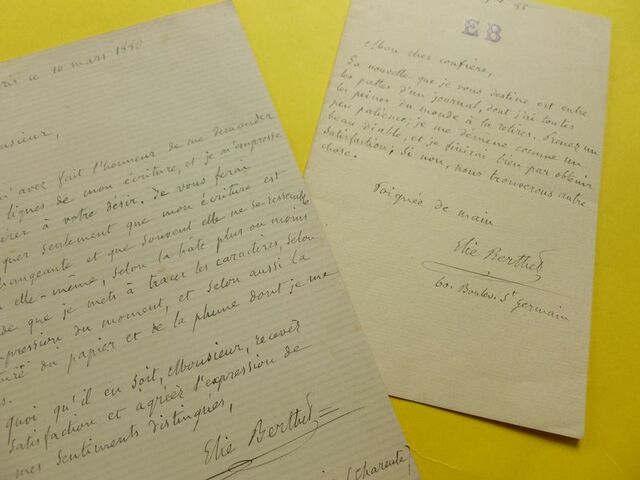 ris ce 10 mars 1880
nsieur,
m'avez fait l'honneur de me demander
lignes de mon écriture, et je m'empresse
érer à votre désir. Je vous ferai
quer seulement que mon écriture est
changeante et que souvent elle ne se ressemble
à elle-même, selon la hâte plus ou moins
de que je mets à tracer les caractères, selon
pression du moment, et selon aussi la
du papier et de la plume dont je me
s.
quoi qu'il en soit, Monsieur, recevez
satisfaction et agréez l'expression de
mes sentiments distingués,
Elie Berthet
(Charente,
88
EB
Mon cher confrère,
La nouvelle que je vous destine est entre
les pattes d'un journal, dont j'ai toutes
les peines du monde à la retirer. Prenez un
peu patience; je me démène comme un
beau diable, et je finirai bien par obtenir
satisfaction; si non, nous trouverons autre
chose.
Poignée de main
Elie Berthet
60. Boulev. St Germain